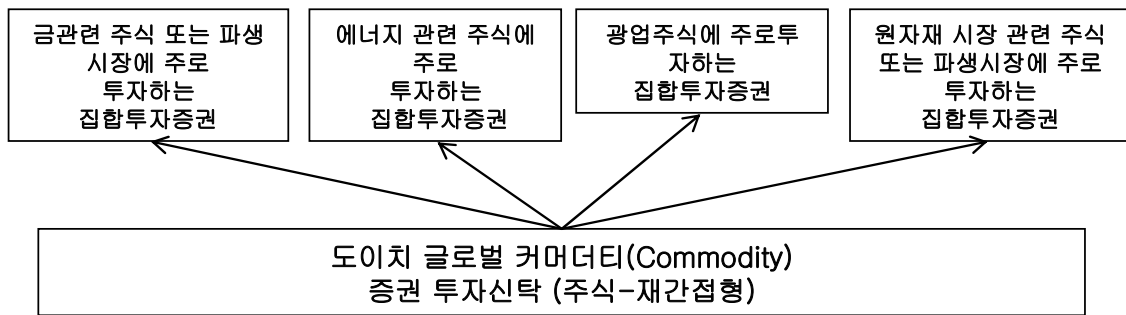 금관련 주식 또는 파생
시장에 주로
투자하는
집합투자증권
에너지 관련 주식에
주로
투자하는
집합투자증권
광업주식에 주로투
자하는
집합투자증권
원자재 시장 관련 주식
또는 파생시장에 주로
투자하는
집합투자증권
도이치 글로벌 커머더티(Commodity)
증권 투자신탁 (주식-재간접형)